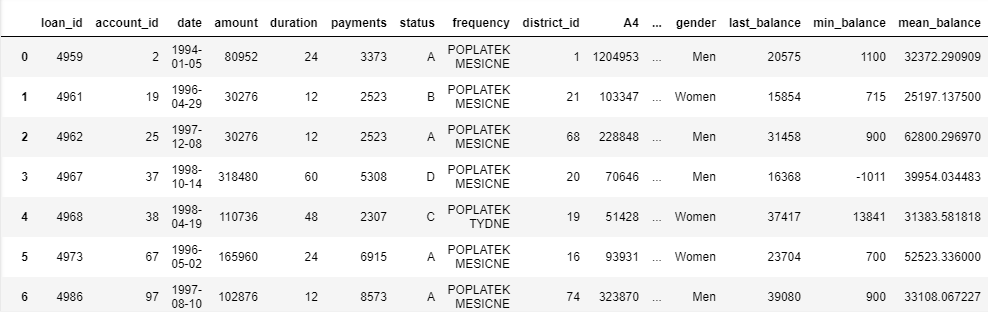 loan_id account_id date amount duration payments status frequency district_id A4 ... gender last_balance min_balance mean_balance
0 4959 2 1994-01-05 80952 24 3373 A POPLATEK MESICNE 1 1204953 ... Men 20575 1100 32372.290909
1 4961 19 1996-04-29 30276 12 2523 B POPLATEK MESICNE 21 103347 ... Women 15854 715 25197.137500
2 4962 25 1997-12-08 30276 12 2523 A POPLATEK MESICNE 68 228848 ... Men 31458 900 62800.296970
3 4967 37 1998-10-14 318480 60 5308 D POPLATEK MESICNE 20 70646 ... Men 16368 -1011 39954.034483
4 4968 38 1998-04-19 110736 48 2307 C POPLATEK TYDNE 19 51428 ... Women 37417 13841 31383.581818
5 4973 67 1996-05-02 165960 24 6915 A POPLATEK MESICNE 16 93931 ... Women 23704 700 52523.336000
6 4986 97 1997-08-10 102876 12 8573 A POPLATEK MESICNE 74 323870 ... Men 39080 900 33108.067227